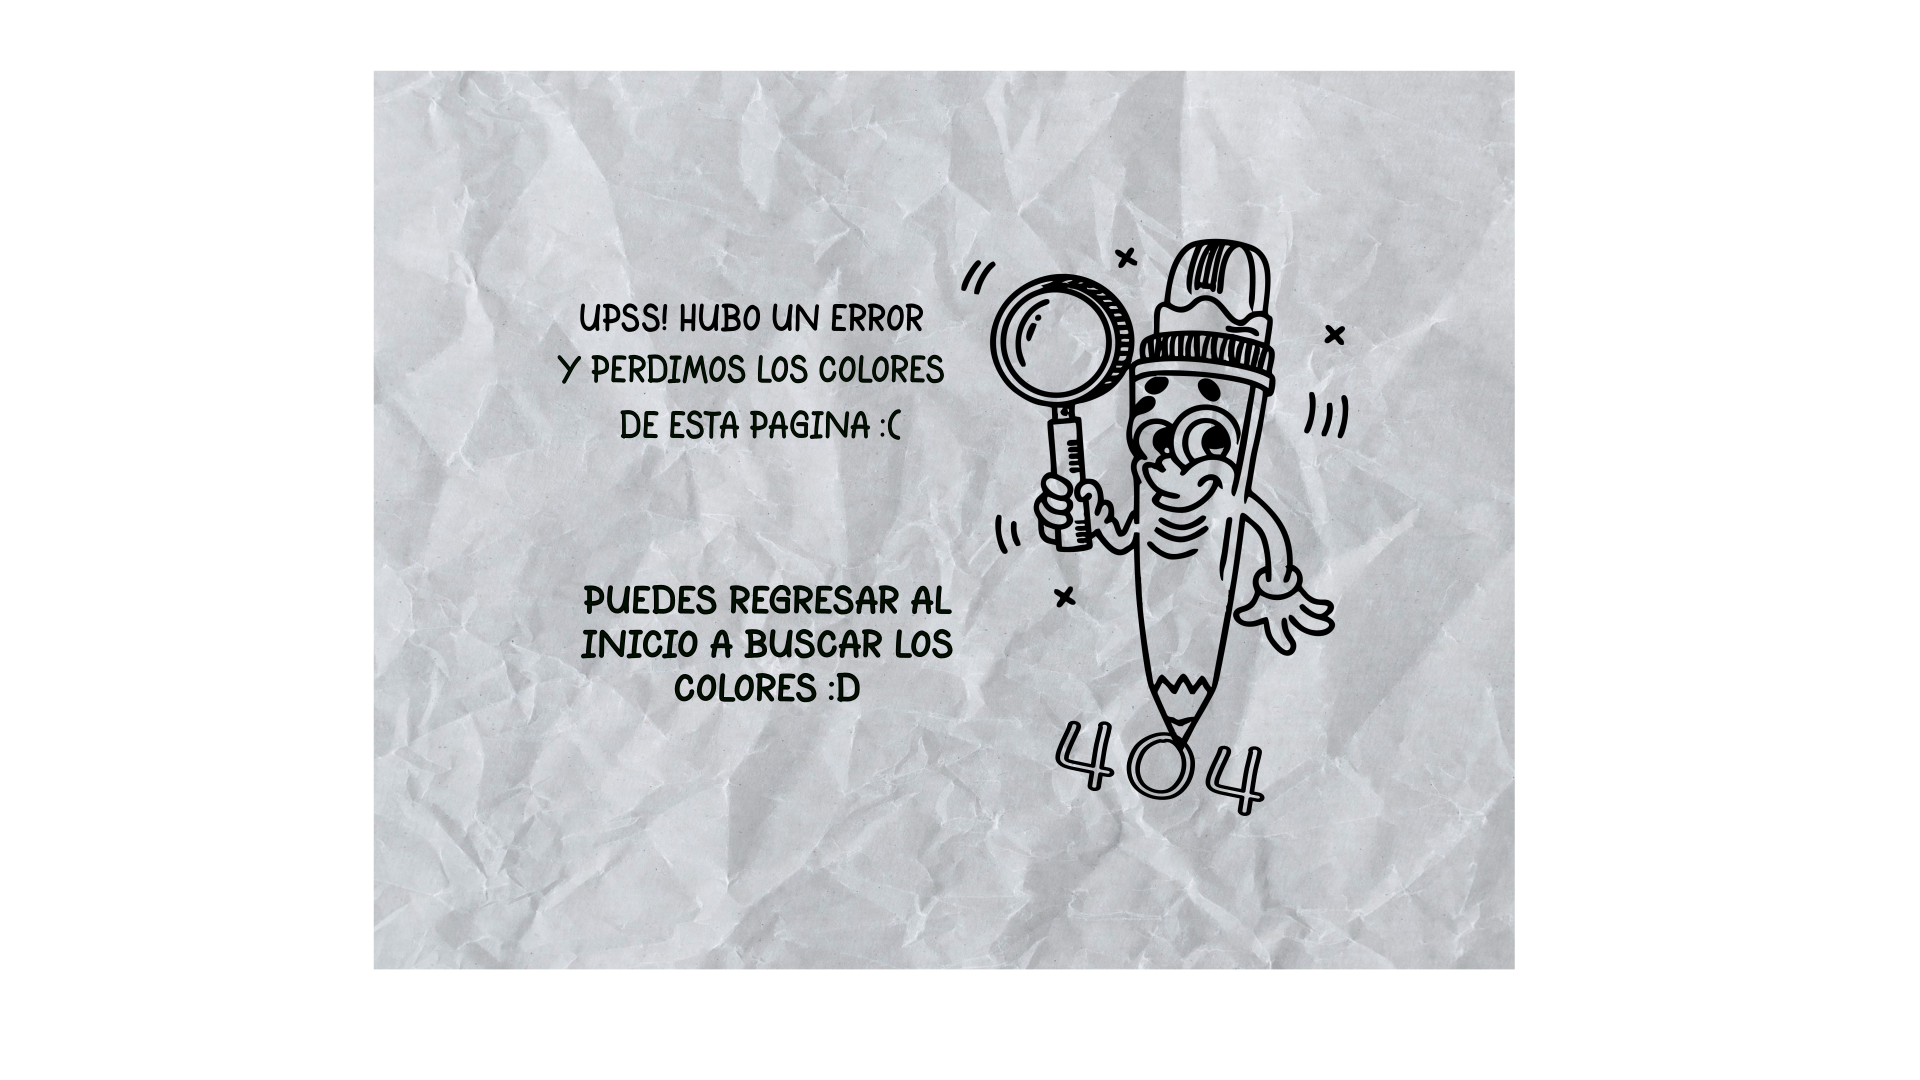 UPSS! HUBO UN ERROR
Y PERDIMOS LOS COLORES
DE ESTA PAGINA :(
PUEDES REGRESAR AL
INICIO A BUSCAR LOS
COLORES :D
404